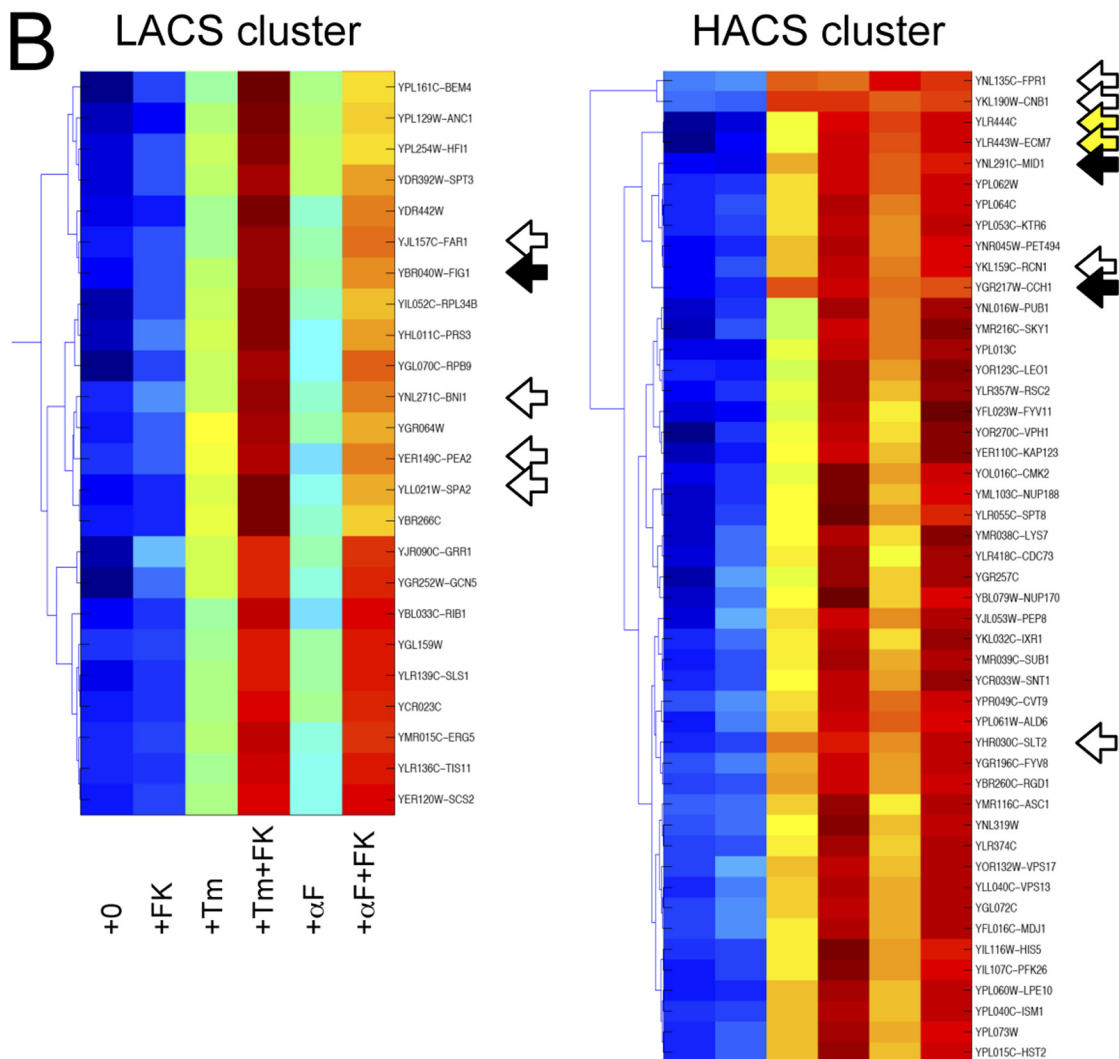 B
LACS cluster
YPL161C-BEM4
YPL129W-ANC1
YPL254W-HFI1
YDR392W-SPT3
YDR442W
YJL157C-FAR1
YBR040W-FIG1
YIL052C-RPL34B
YHL011C-PRS3
YGL070C-RPB9
YNL271C-BNI1
YGR064W
YER149C-PEA2
YLL021W-SPA2
YBR266C
YJR090C-GRR1
YGR252W-GCN5
YBL033C-RIB1
YGL159W
YLR139C-SLS1
YCR023C
YMR015C-ERG5
YLR136C-TIS11
YER120W-SCS2
+0
+FK
+Tm
+Tm+FK
+αF
+αF+FK
HACS cluster
YNL135C-FPR1
YKL190W-CNB1
YLR444C
YLR443W-ECM7
YNL291C-MID1
YPL062W
YPL064C
YPL053C-KTR6
YNR045W-PET494
YKL159C-RCN1
YGR217W-CCH1
YNL016W-PUB1
YMR216C-SKY1
YPL013C
YOR123C-LEO1
YLR357W-RSC2
YFL023W-FYV11
YOR270C-VPH1
YER110C-KAP123
YOL016C-CMK2
YML103C-NUP188
YLR055C-SPT8
YMR038C-LYS7
YLR418C-CDC73
YGR257C
YBL079W-NUP170
YJL053W-PEP8
YKL032C-IXR1
YMR039C-SUB1
YCR033W-SNT1
YPR049C-CVT9
YPL061W-ALD6
YHR030C-SLT2
YGR196C-FYV8
YBR260C-RGD1
YMR116C-ASC1
YNL319W
YLR374C
YOR132W-VPS17
YLL040C-VPS13
YGL072C
YFL016C-MDJ1
YIL116W-HIS5
YIL107C-PFK26
YPL060W-LPE10
YPL040C-ISM1
YPL073W
YPL015C-HST2